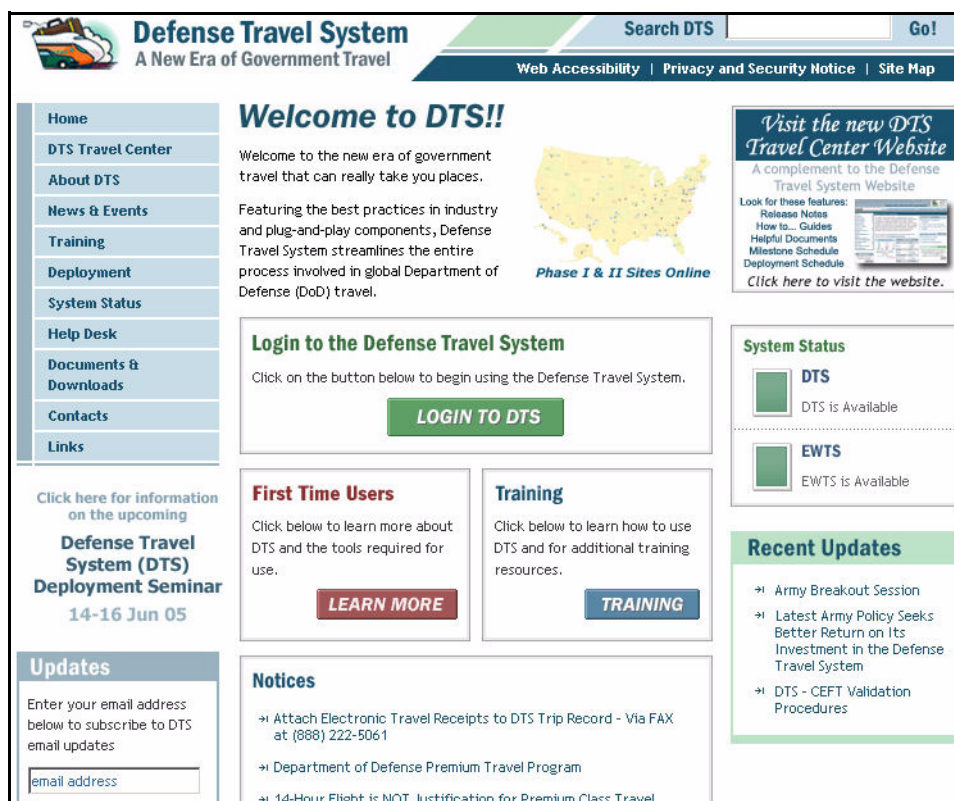 Defense Travel System
A New Era of Government Travel
Search DTS
Go!
Web Accessibility | Privacy and Security Notice | Site Map
Home
DTS Travel Center
About DTS
News & Events
Training
Deployment
System Status
Help Desk
Documents &
Downloads
Contacts
Links
Click here for information
on the upcoming
Defense Travel
System (DTS)
Deployment Seminar
14-16 Jun 05
Updates
Enter your email address
below to subscribe to DTS
email updates
email address
Welcome to DTS!!
Welcome to the new era of government
travel that can really take you places.
Featuring the best practices in industry
and plug-and-play components, Defense
Travel System streamlines the entire
process involved in global Department of
Defense (DoD) travel.
Phase I & II Sites Online
Login to the Defense Travel System
Click on the button below to begin using the Defense Travel System.
LOGIN TO DTS
First Time Users
Click below to learn more about
DTS and the tools required for
use.
LEARN MORE
Training
Click below to learn how to use
DTS and for additional training
resources.
TRAINING
Notices
Attach Electronic Travel Receipts to DTS Trip Record - Via FAX
at (888) 222-5061
Department of Defense Premium Travel Program
14-Hour Flight is NOT Justification for Premium Class Travel
Visit the new DTS
Travel Center Website
A complement to the Defense
Travel System Website
Look for these features:
Release Notes
How to... Guides
Helpful Documents
Milestone Schedule
Deployment Schedule
Click here to visit the website.
System Status
DTS
DTS is Available
EWTS
EWTS is Available
Recent Updates
Army Breakout Session
Latest Army Policy Seeks
Better Return on Its
Investment in the Defense
Travel System
DTS - CEFT Validation
Procedures